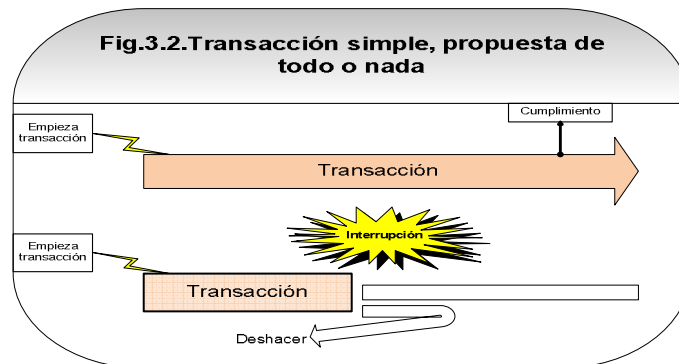 Fig.3.2.Transacción simple, propuesta de
todo o nada
Cumplimiento
Empieza
transacción
Transacción
Interrupción
Empieza
transacción
Transacción
Deshacer